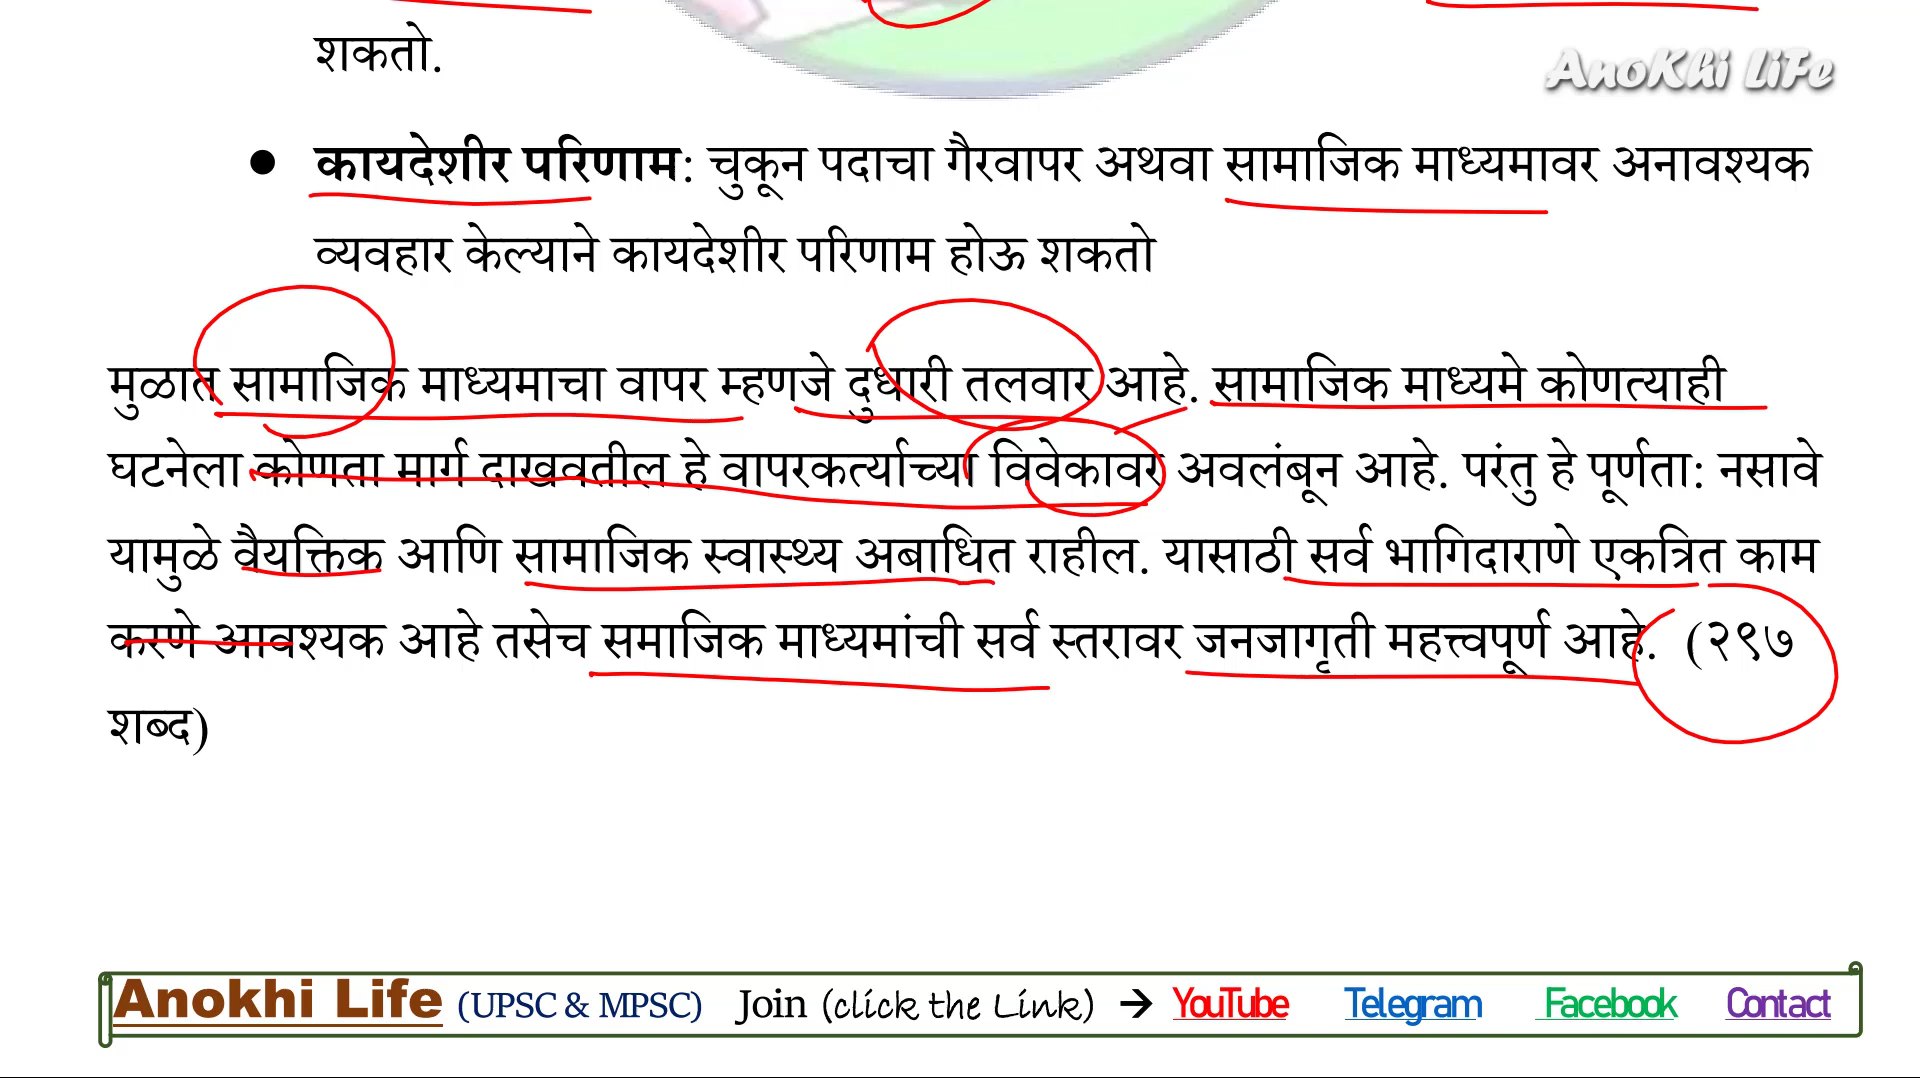 शकतो.
AnoKhi LiFe
● कायदेशीर परिणाम: चुकून पदाचा गैरवापर अथवा सामाजिक माध्यमावर अनावश्यक
व्यवहार केल्याने कायदेशीर परिणाम होऊ शकतो
मुळात सामाजिक माध्यमाचा वापर म्हणजे दुधारी तलवार आहे. सामाजिक माध्यमे कोणत्याही
घटनेला कोणता मार्ग दाखवतील हे वापरकर्त्याच्या विवेकावर अवलंबून आहे. परंतु हे पूर्णता: नसावे
यामुळे वैयक्तिक आणि सामाजिक स्वास्थ्य अबाधित राहील. यासाठी सर्व भागिदाराणे एकत्रित काम
करणे आवश्यक आहे तसेच समाजिक माध्यमांची सर्व स्तरावर जनजागृती महत्त्वपूर्ण आहे. (२९७
शब्द)
Anokhi Life (UPSC & MPSC) Join (click the Link) → YouTube Telegram Facebook Contact